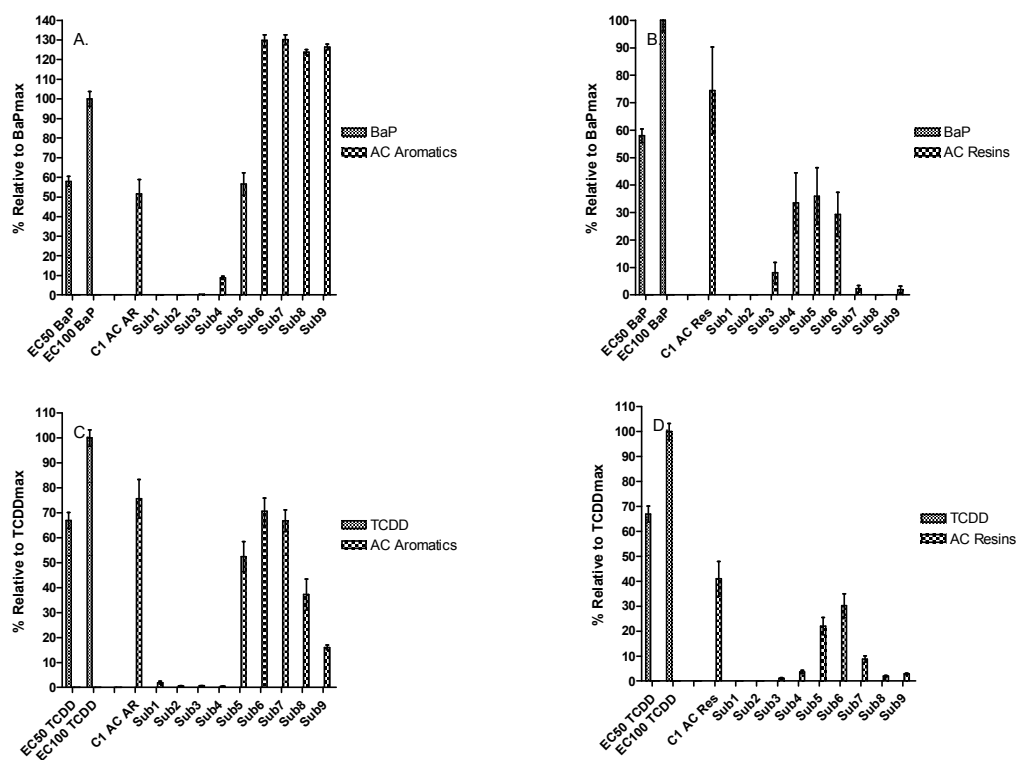 A.
% Relative to BaPmax
140
130
120
110
100
90
80
70
60
50
40
30
20
10
0
EC50 BaP
EC100 BaP
C1 AC AR
Sub1
Sub2
Sub3
Sub4
Sub5
Sub6
Sub7
Sub8
Sub9
BaP
AC Aromatics
B.
% Relative to BaPmax
100
90
80
70
60
50
40
30
20
10
0
EC50 BaP
EC100 BaP
C1 AC Res
Sub1
Sub2
Sub3
Sub4
Sub5
Sub6
Sub7
Sub8
Sub9
BaP
AC Resins
C.
% Relative to TCDDmax
110
100
90
80
70
60
50
40
30
20
10
0
EC50 TCDD
EC100 TCDD
C1 AC AR
Sub1
Sub2
Sub3
Sub4
Sub5
Sub6
Sub7
Sub8
Sub9
TCDD
AC Aromatics
D.
% Relative to TCDDmax
110
100
90
80
70
60
50
40
30
20
10
0
EC50 TCDD
EC100 TCDD
C1 AC Res
Sub1
Sub2
Sub3
Sub4
Sub5
Sub6
Sub7
Sub8
Sub9
TCDD
AC Resins